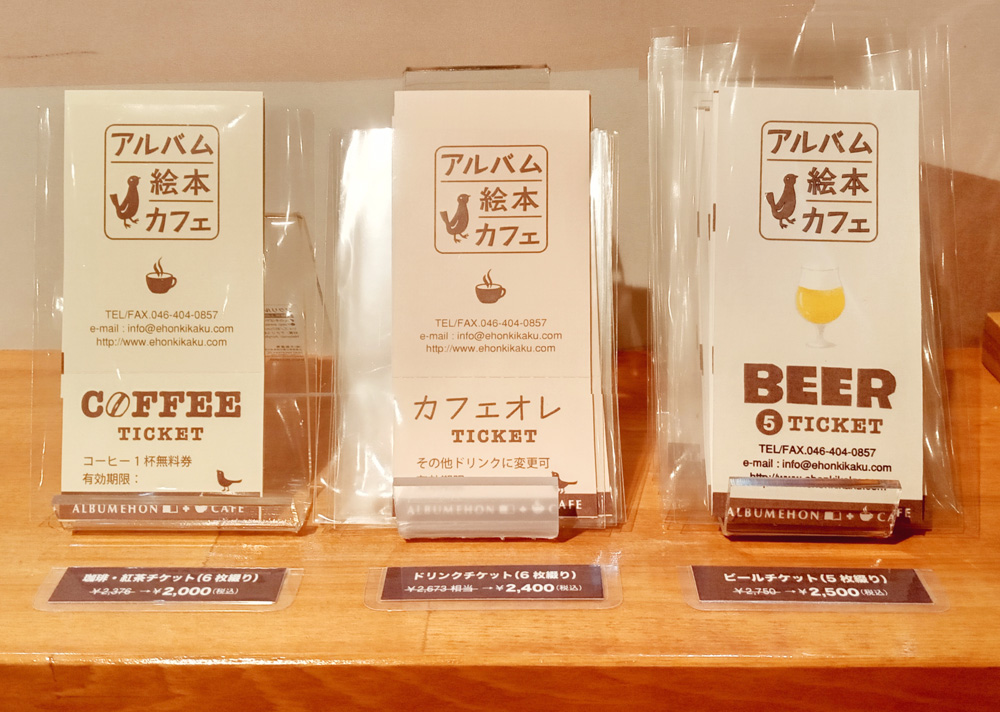 アルバム
絵本
カフェ
TEL/FAX.046-404-0857
e-mail : info@ehonkikaku.com
http://www.ehonkikaku.com
COFFEE
TICKET
コーヒー1杯無料券
有効期限：
ALBUMEHON + CAFE
珈琲・紅茶チケット(6枚綴り)
¥2,376 →¥2,000(税込)
アルバム
絵本
カフェ
TEL/FAX.046-404-0857
e-mail : info@ehonkikaku.com
http://www.ehonkikaku.com
カフェオレ
TICKET
その他ドリンクに変更可
ALBUMEHON + CAFE
ドリンクチケット(6枚綴り)
¥2,673相当 →¥2,400(税込)
アルバム
絵本
カフェ
BEER
5 TICKET
TEL/FAX.046-404-0857
e-mail : info@ehonkikaku.com
http://www.ehonkikaku.com
ALBUMEHON + CAFE
ビールチケット(5枚綴り)
¥2,750 →¥2,500(税込)